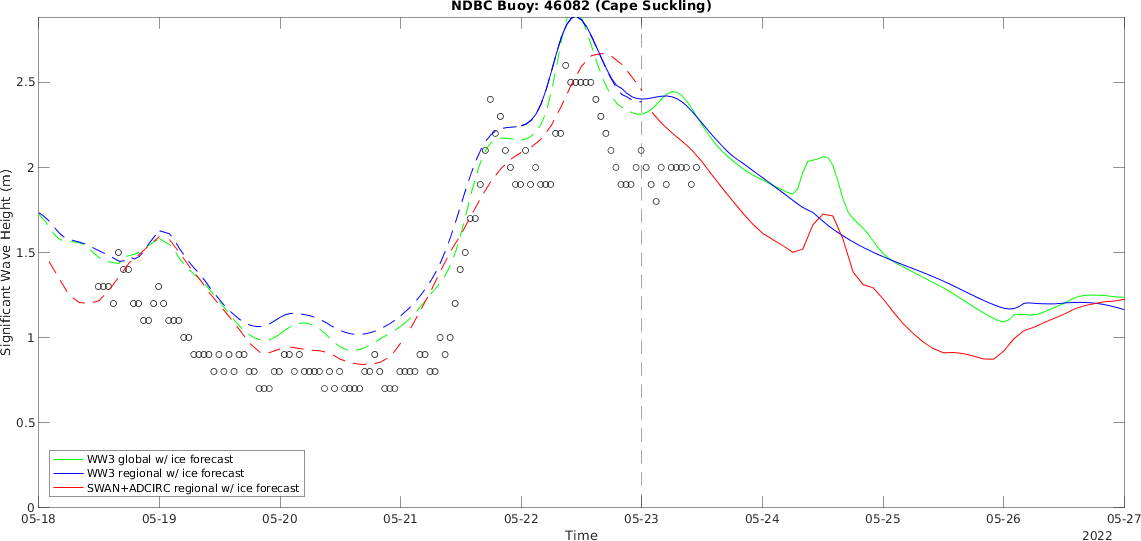 NDBC Buoy: 46082 (Cape Suckling)
Significant Wave Height (m)
2.5
2
1.5
1
0.5
0
WW3 global w/ ice forecast
WW3 regional w/ ice forecast
SWAN+ADCIRC regional w/ ice forecast
05-18 05-19 05-20 05-21 05-22 05-23 05-24 05-25 05-26 05-27
Time
2022